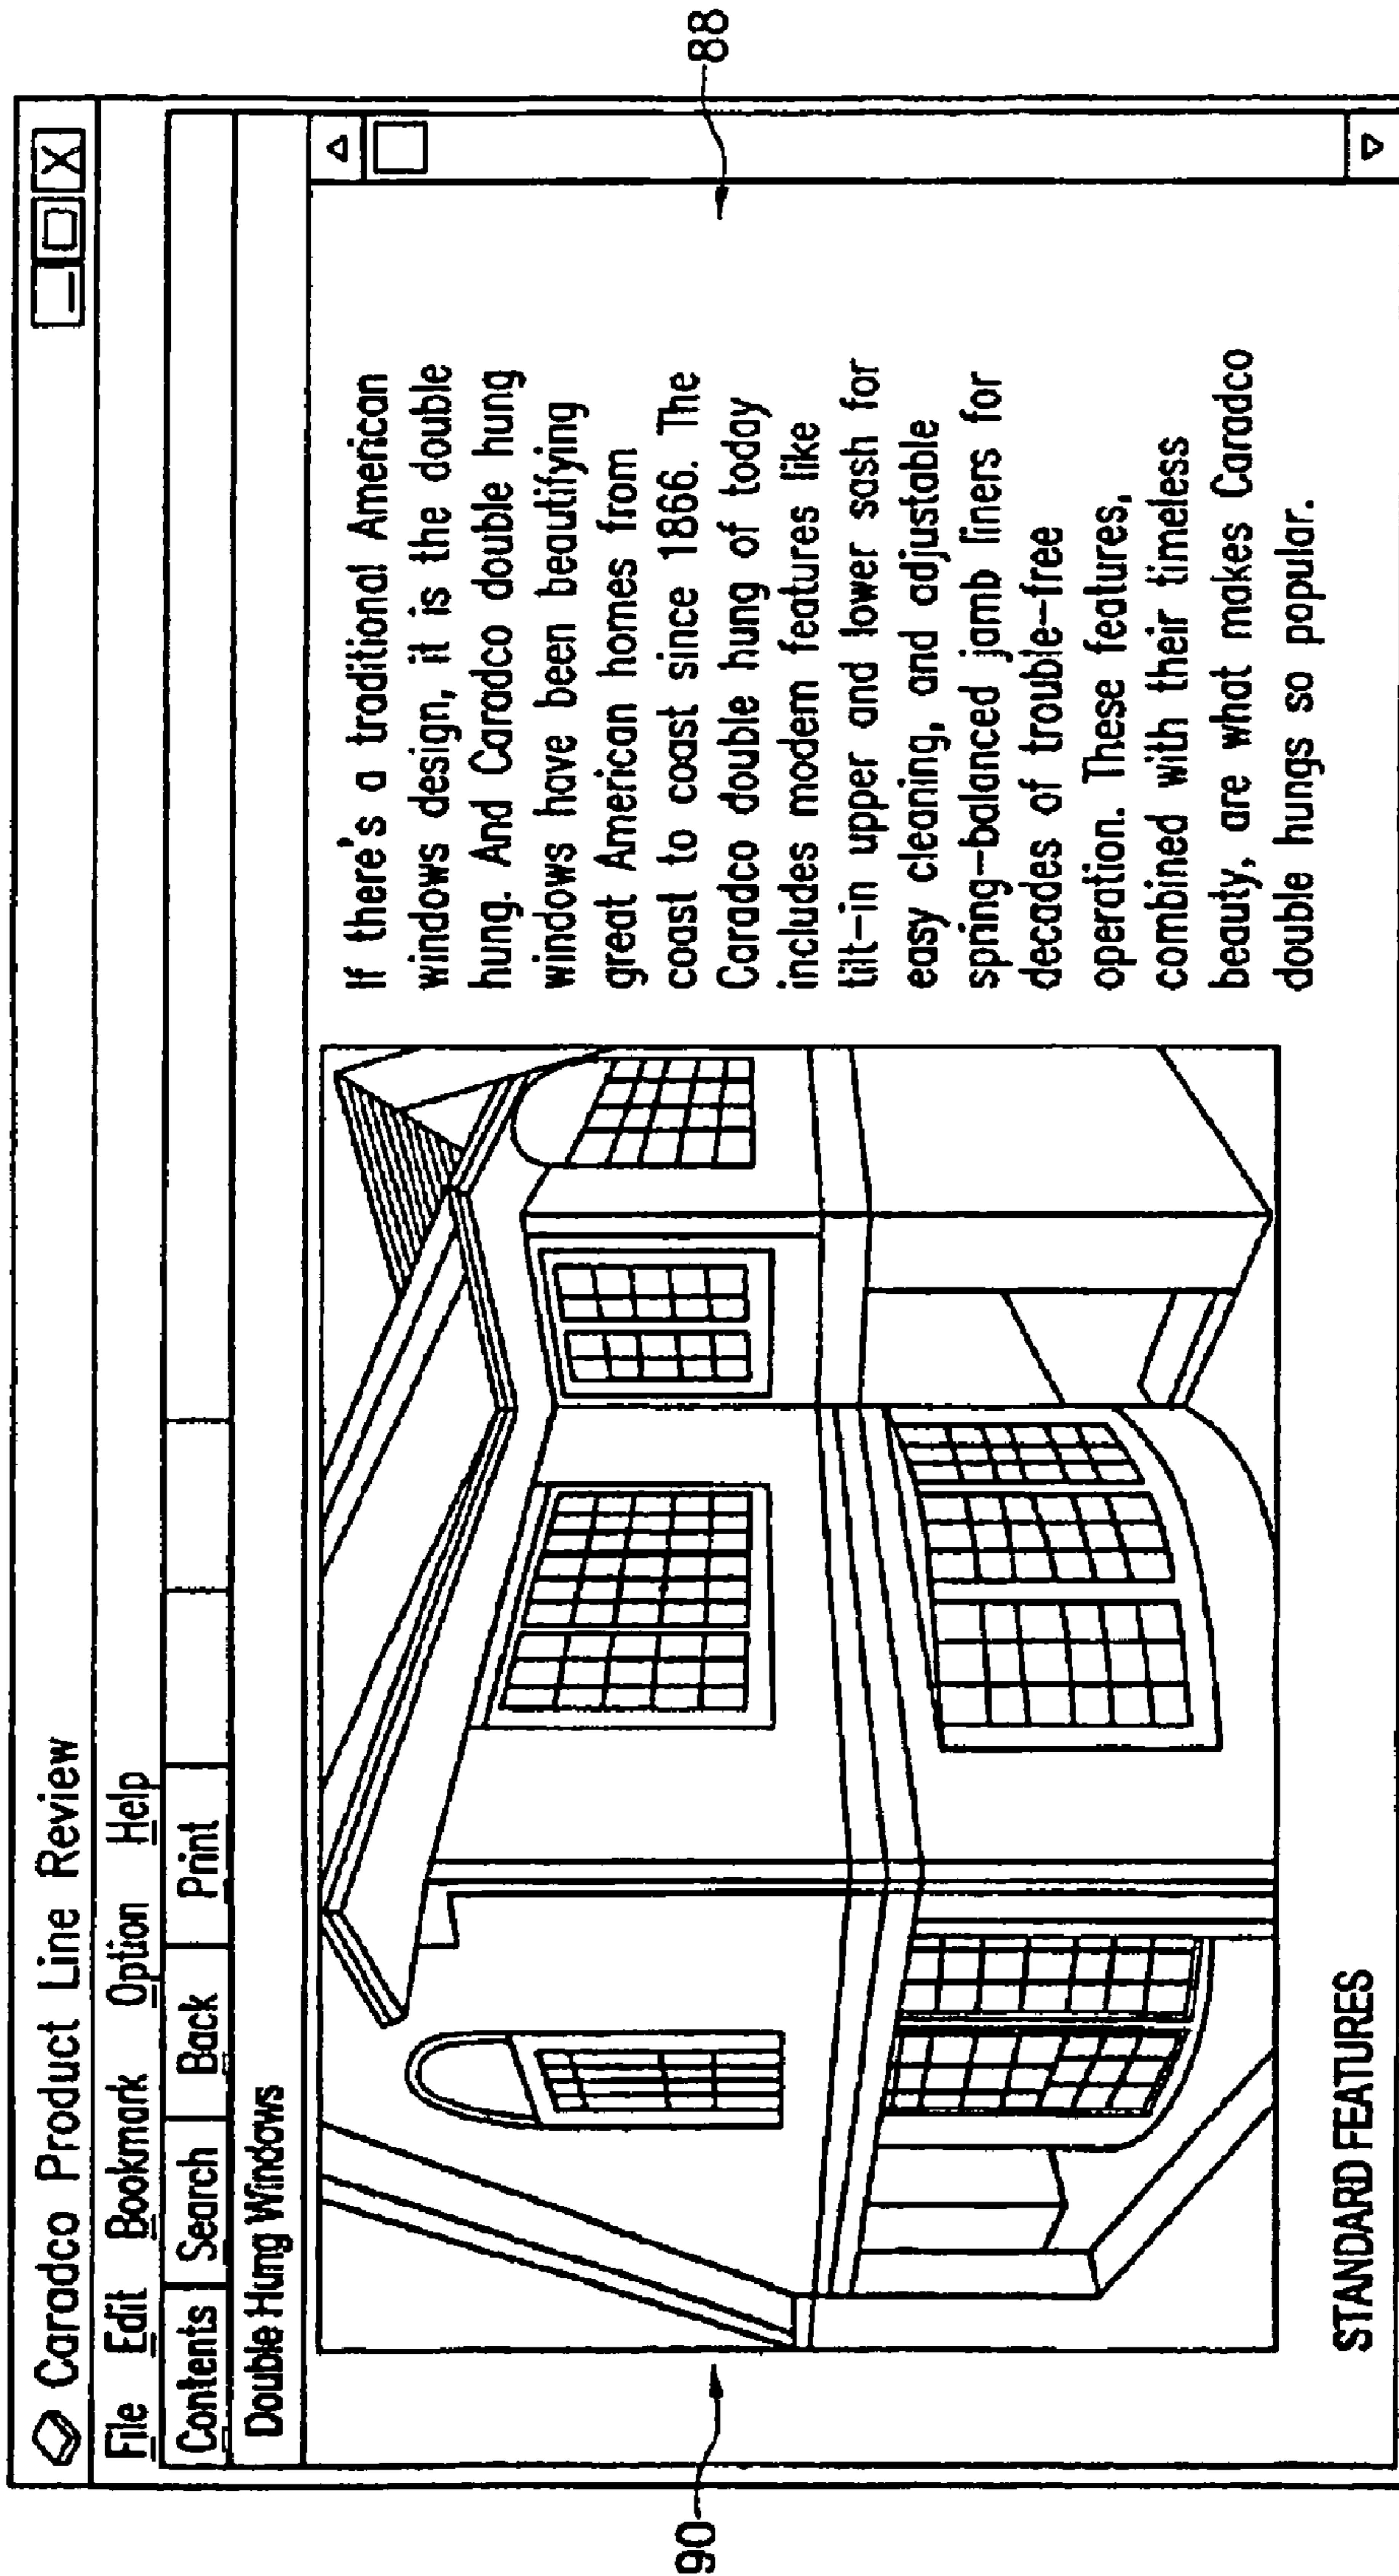 Caradco Product Line Review
File Edit Bookmark Option Help
Contents Search Back Print
Double Hung Windows
If there's a traditional American
windows design, it is the double
hung. And Caradco double hung
windows have been beautifying
great American homes from
coast to coast since 1866. The
Caradco double hung of today
includes modern features like
tilt-in upper and lower sash for
easy cleaning, and adjustable
spring-balanced jamb liners for
decades of trouble-free
operation. These features,
combined with their timeless
beauty, are what makes Caradco
double hungs so popular.
STANDARD FEATURES
88
90